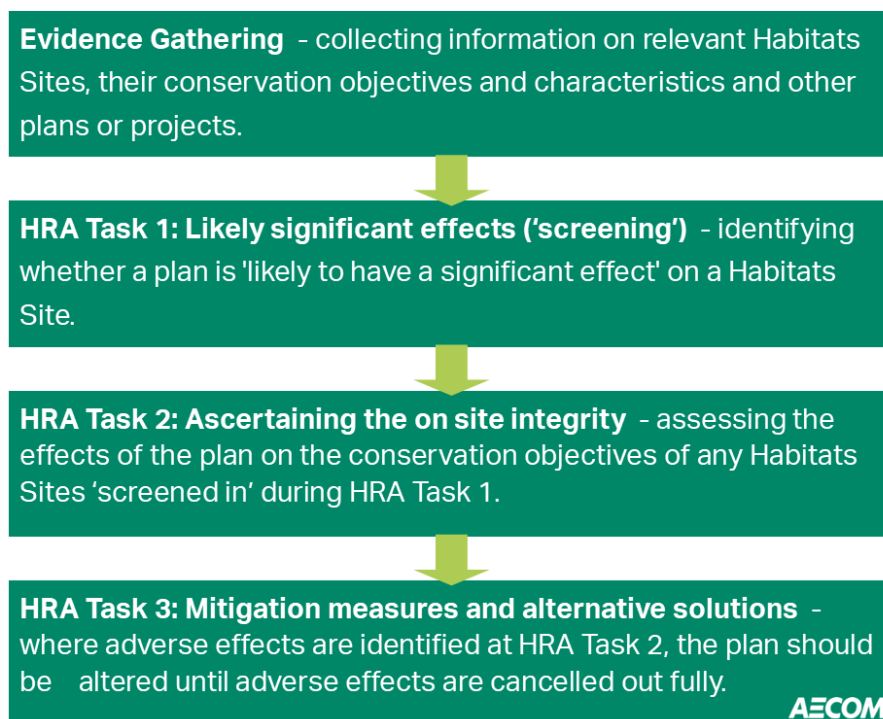 Evidence Gathering - collecting information on relevant Habitats
Sites, their conservation objectives and characteristics and other
plans or projects.
HRA Task 1: Likely significant effects (‘screening’) - identifying
whether a plan is 'likely to have a significant effect' on a Habitats
Site.
HRA Task 2: Ascertaining the on site integrity - assessing the
effects of the plan on the conservation objectives of any Habitats
Sites ‘screened in’ during HRA Task 1.
HRA Task 3: Mitigation measures and alternative solutions -
where adverse effects are identified at HRA Task 2, the plan should
be altered until adverse effects are cancelled out fully.
AECOM